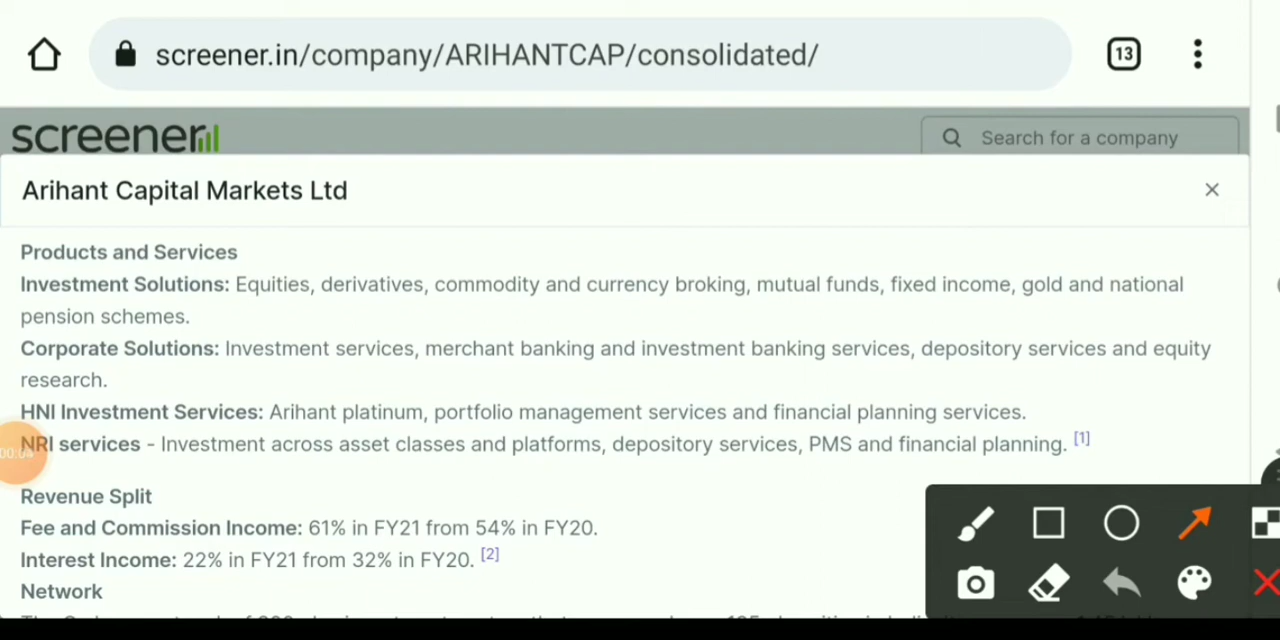 screener.in/company/ARIHANTCAP/consolidated/
13
screener
Search for a company
Arihant Capital Markets Ltd
Products and Services
Investment Solutions: Equities, derivatives, commodity and currency broking, mutual funds, fixed income, gold and national
pension schemes.
Corporate Solutions: Investment services, merchant banking and investment banking services, depository services and equity
research.
HNI Investment Services: Arihant platinum, portfolio management services and financial planning services.
NRI services - Investment across asset classes and platforms, depository services, PMS and financial planning. [1]
00:04
Revenue Split
Fee and Commission Income: 61% in FY21 from 54% in FY20.
Interest Income: 22% in FY21 from 32% in FY20. [2]
Network